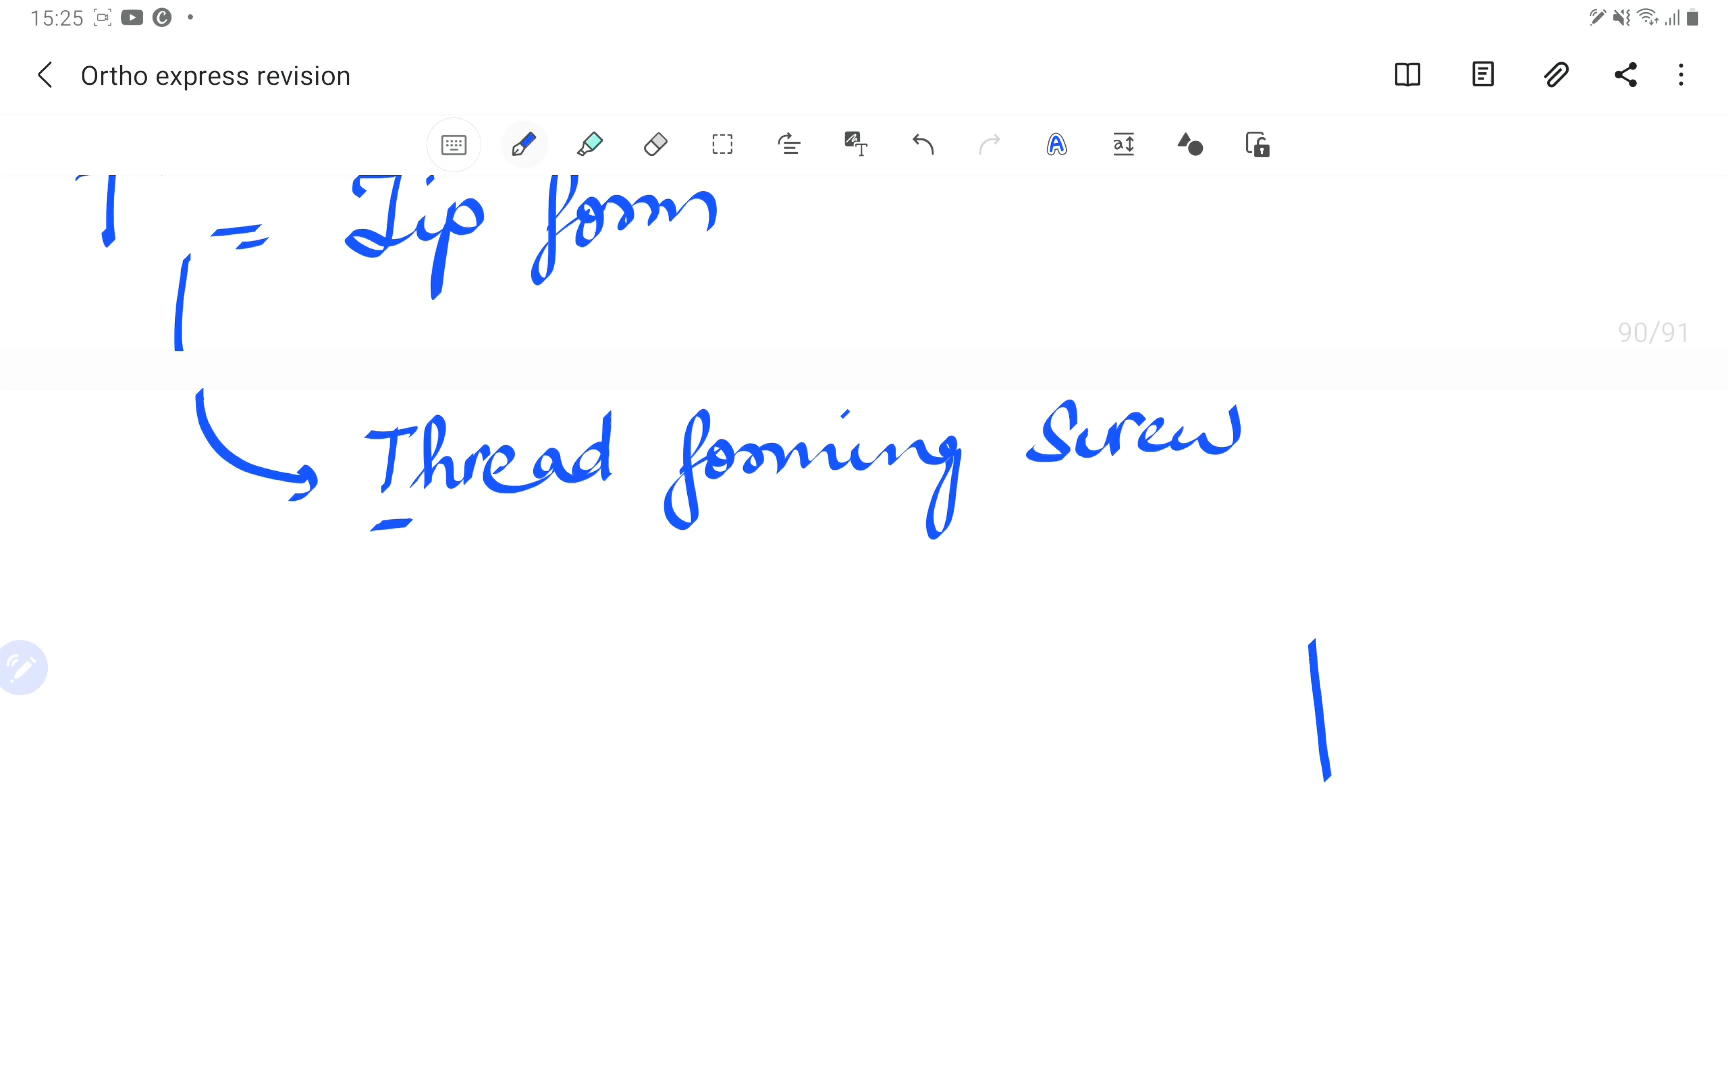 15:25
Ortho express revision
T = Tip form
90/91
Thread forming Screw